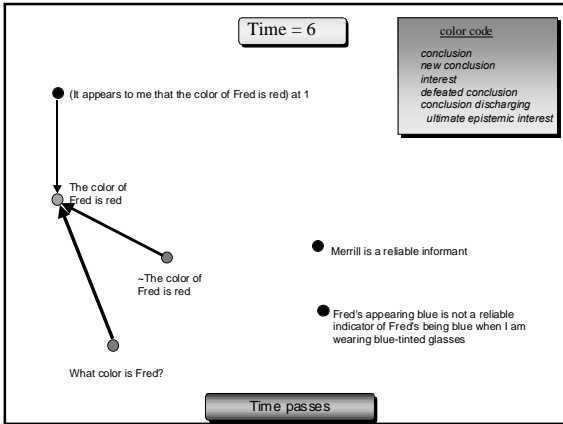 Time = 6
color code
conclusion
new conclusion
interest
defeated conclusion
conclusion discharging
ultimate epistemic interest
(It appears to me that the color of Fred is red) at 1
The color of
Fred is red
Merrill is a reliable informant
~The color of
Fred is red
Fred's appearing blue is not a reliable
indicator of Fred's being blue when I am
wearing blue-tinted glasses
What color is Fred?
Time passes